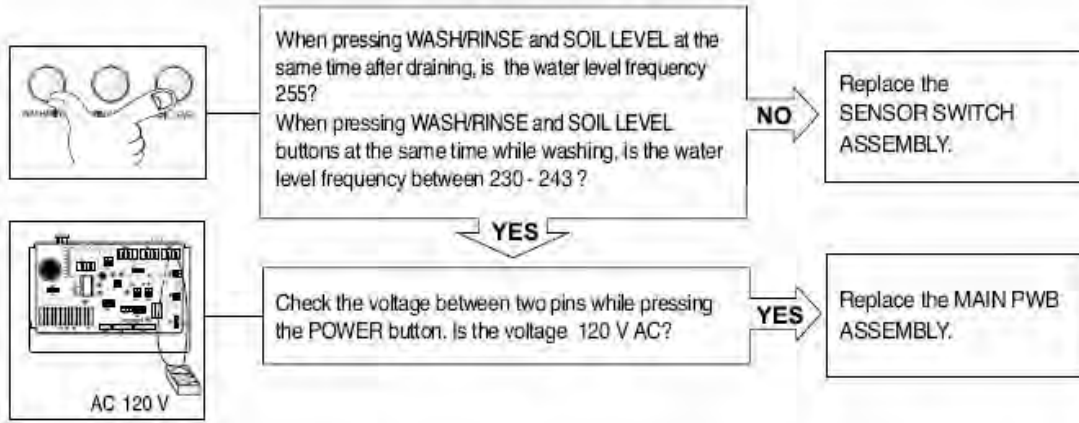 When pressing WASH/RINSE and SOIL LEVEL at the
same time after draining, is the water level frequency
255?
When pressing WASH/RINSE and SOIL LEVEL
buttons at the same time while washing, is the water
level frequency between 230 - 243 ?
NO
Replace the
SENSOR SWITCH
ASSEMBLY.
YES
Check the voltage between two pins while pressing
the POWER button. Is the voltage 120 V AC?
YES
Replace the MAIN PWB
ASSEMBLY.
AC 120 V